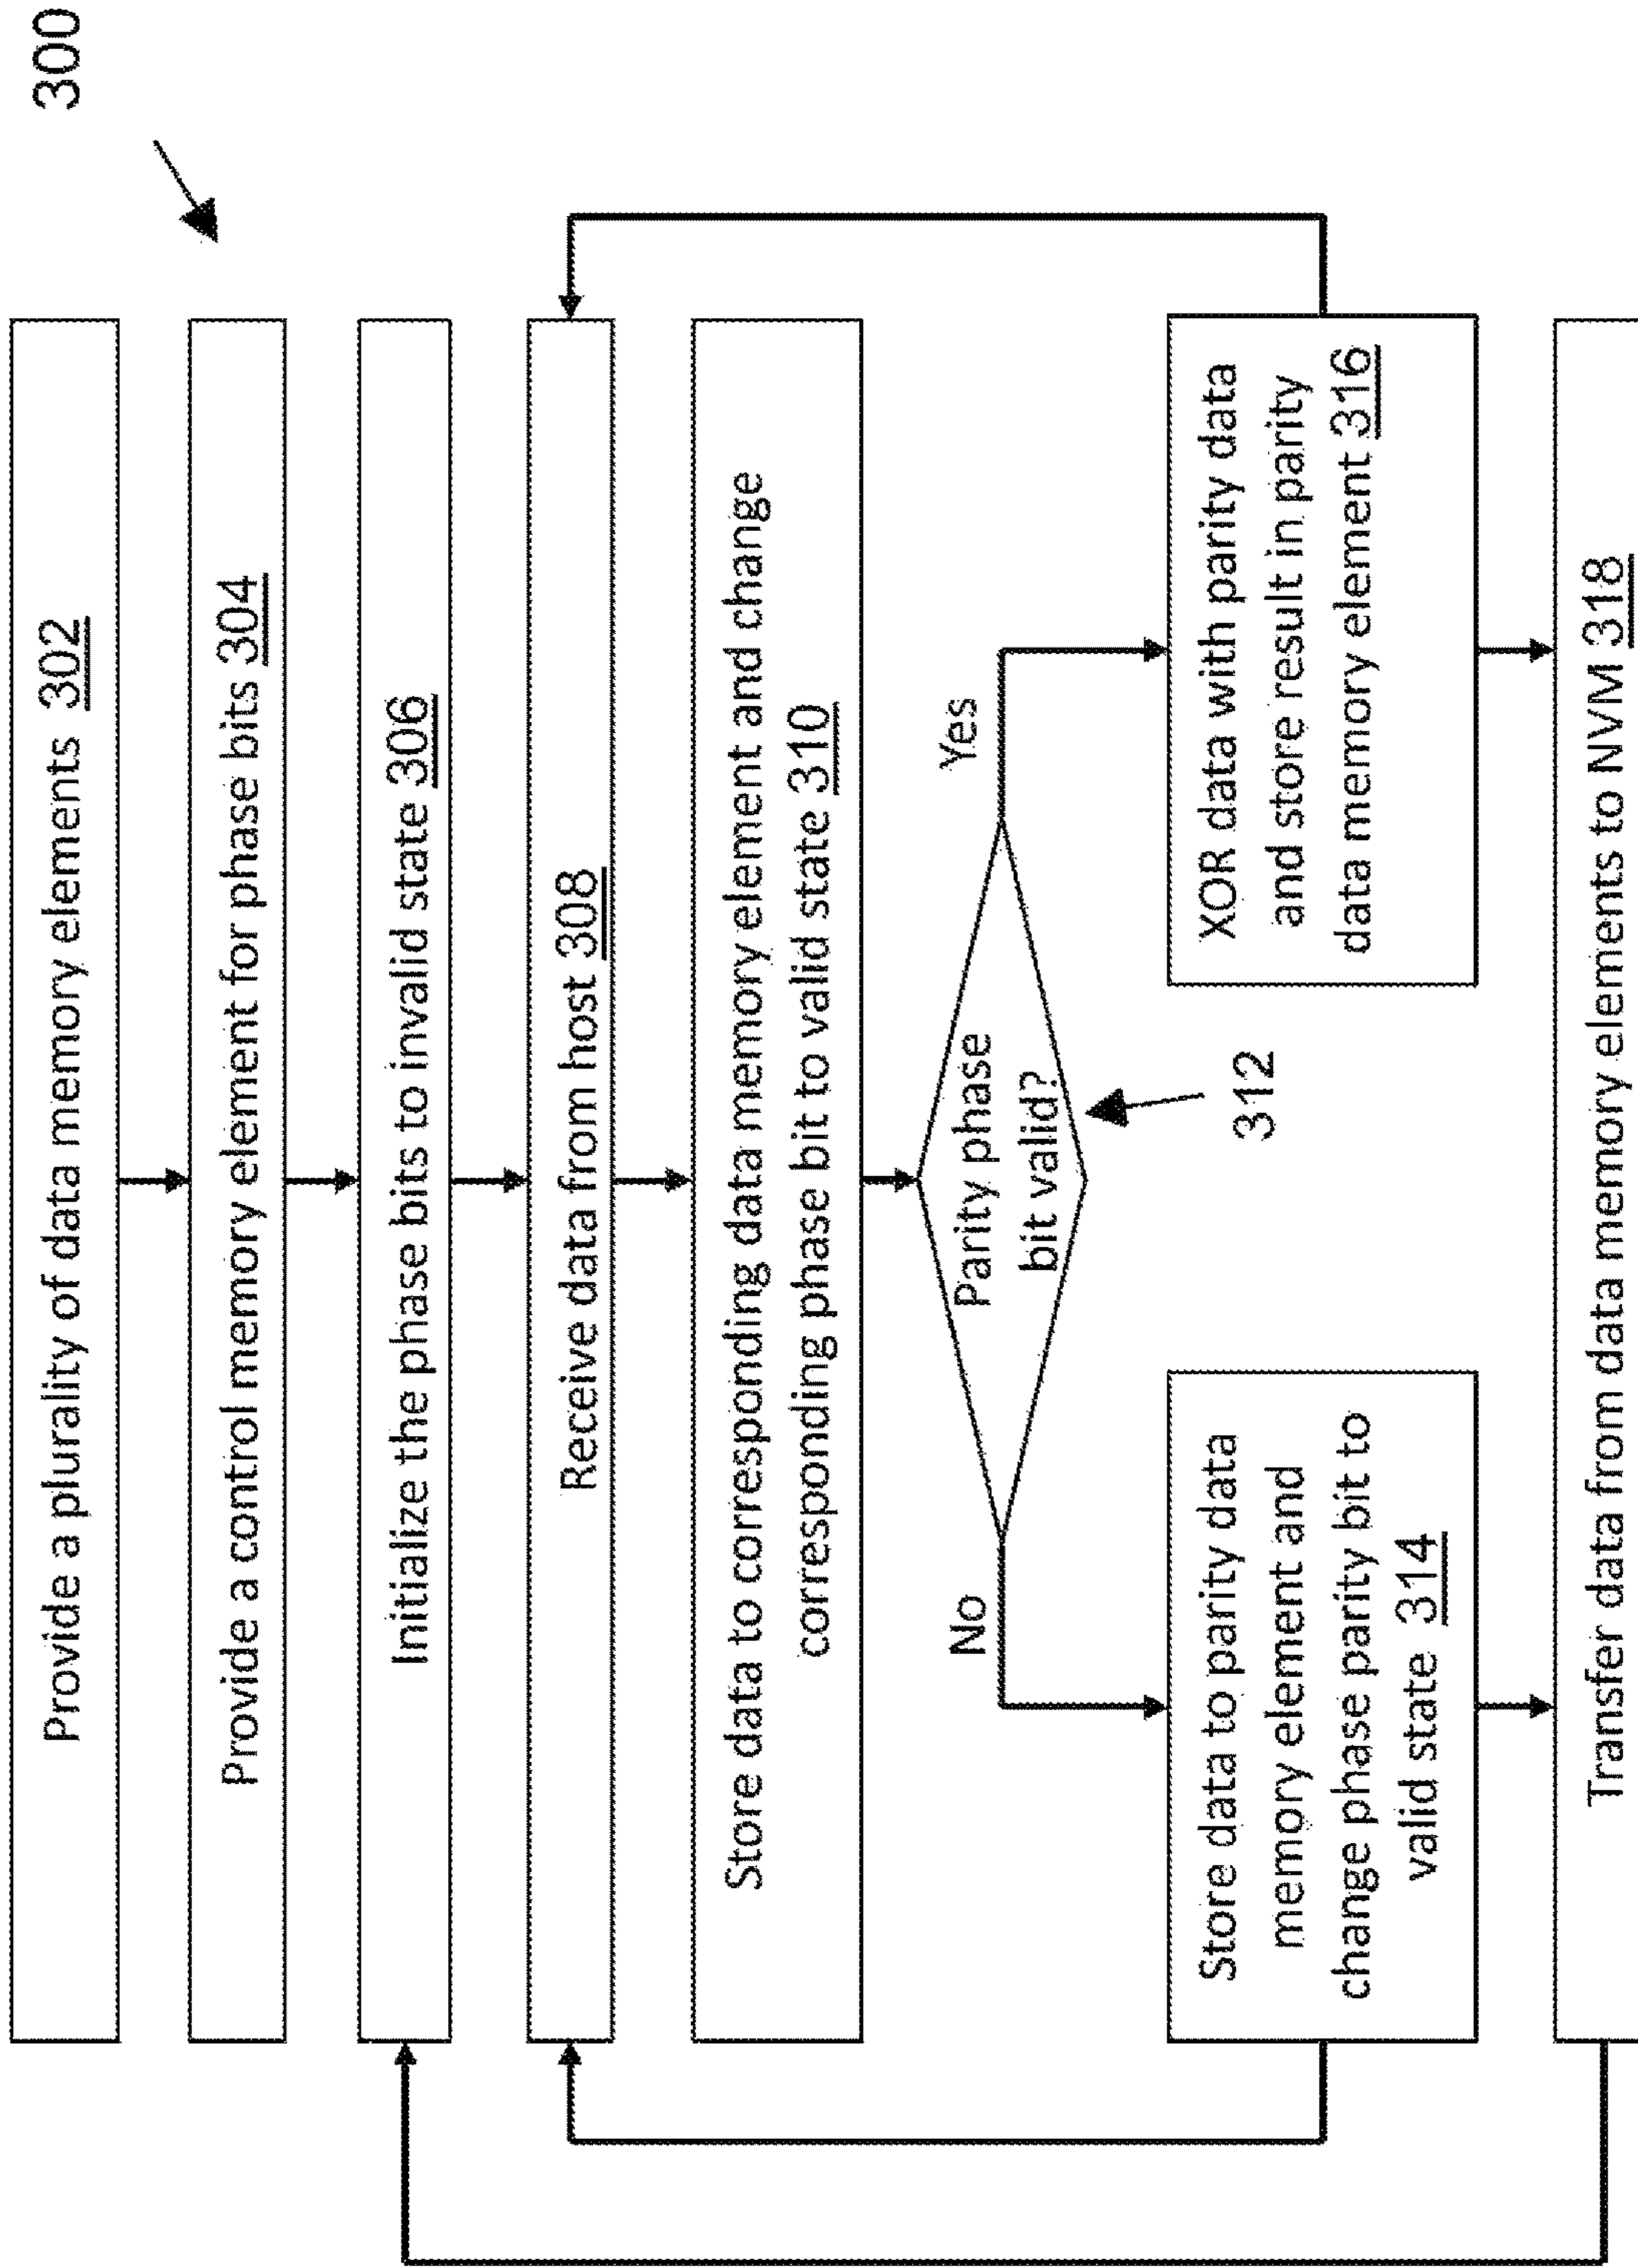 300
Provide a plurality of data memory elements 302
Provide a control memory element for phase bits 304
Initialize the phase bits to invalid state 306
Receive data from host 308
Store data to corresponding data memory element and change
corresponding phase bit to valid state 310
Parity phase
bit valid?
312
No
Yes
Store data to parity data
memory element and
change phase parity bit to
valid state 314
XOR data with parity data
and store result in parity
data memory element 316
Transfer data from data memory elements to NVM 318